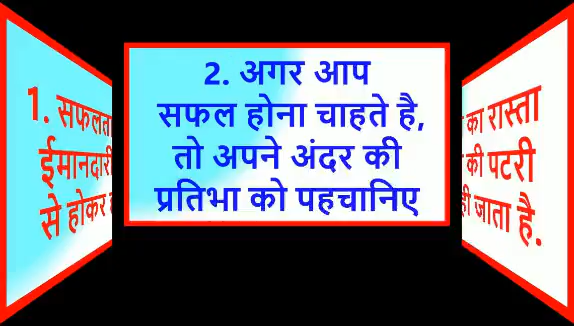 1. सफलता
ईमानदारी
से होकर
2. अगर आप
सफल होना चाहते है,
तो अपने अंदर की
प्रतिभा को पहचानिए
का रास्ता
की पटरी
ही जाता है.